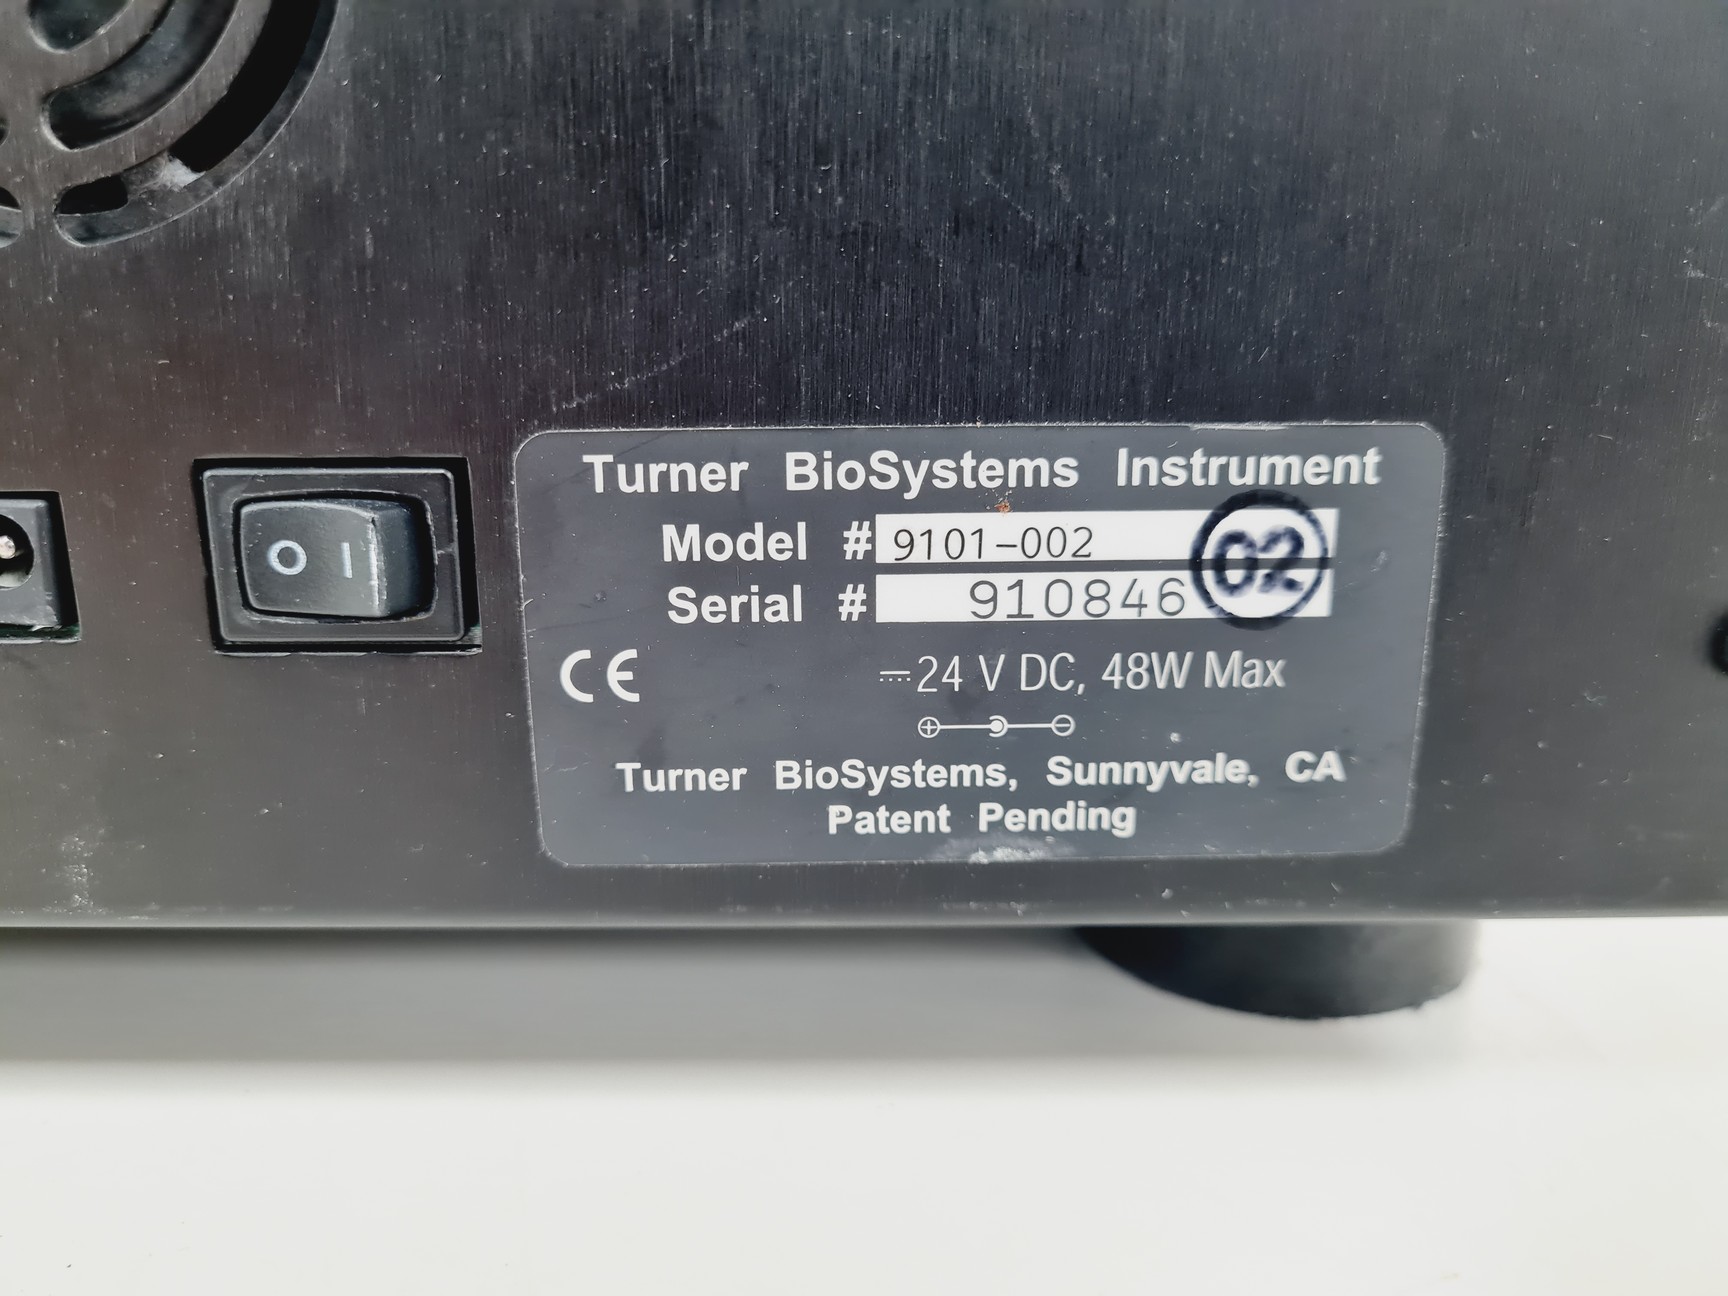 Turner BioSystems Instrument
Model # 9101-002
02
Serial # 910846
CE
24 V DC, 48W Max
Turner BioSystems, Sunnyvale, CA
Patent Pending
O I